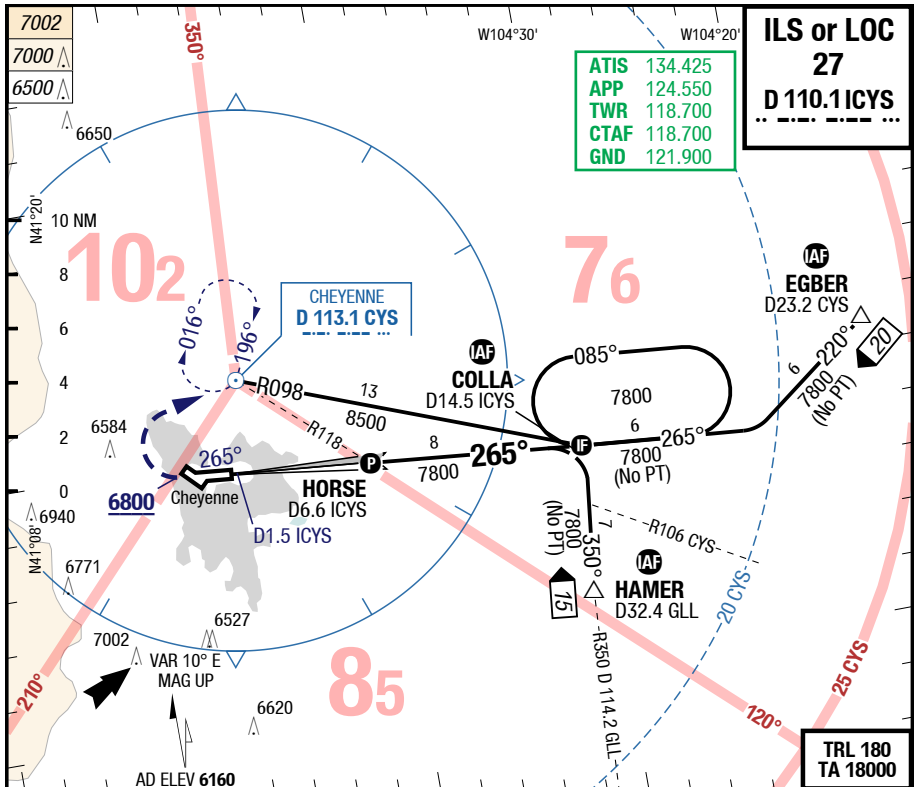 7002
7000
6500
350°
W104°30'
W104°20'
ILS or LOC
27
D 110.1 ICYS
ATIS 134.425
APP 124.550
TWR 118.700
CTAF 118.700
GND 121.900
6650
N41°20'
10 NM
8
6
4
2
0
102
76
IAF
EGBER
D23.2 CYS
CHEYENNE
D 113.1 CYS
016°
196°
IAF
COLLA
D14.5 ICYS
085°
7800
220°
20
6
7800
(No PT)
R098
13
8500
R118
8
7800
265°
IF
6
265°
7800
(No PT)
6584
265°
P
HORSE
D6.6 ICYS
6800
Cheyenne
D1.5 ICYS
6940
N41°08'
6771
7
7800
(No PT)
350°
R106 CYS
IAF
HAMER
D32.4 GLL
15
20 CYS
6527
7002
VAR 10° E
MAG UP
85
R350 D 114.2 GLL
25 CYS
210°
6620
120°
AD ELEV 6160
TRL 180
TA 18000